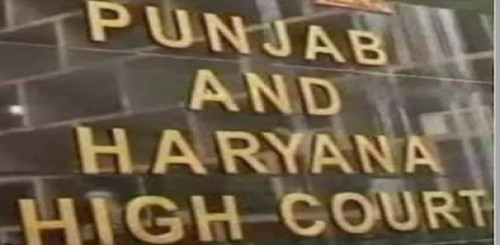 PUNJAB
AND
HARYANA
HIGH COURT